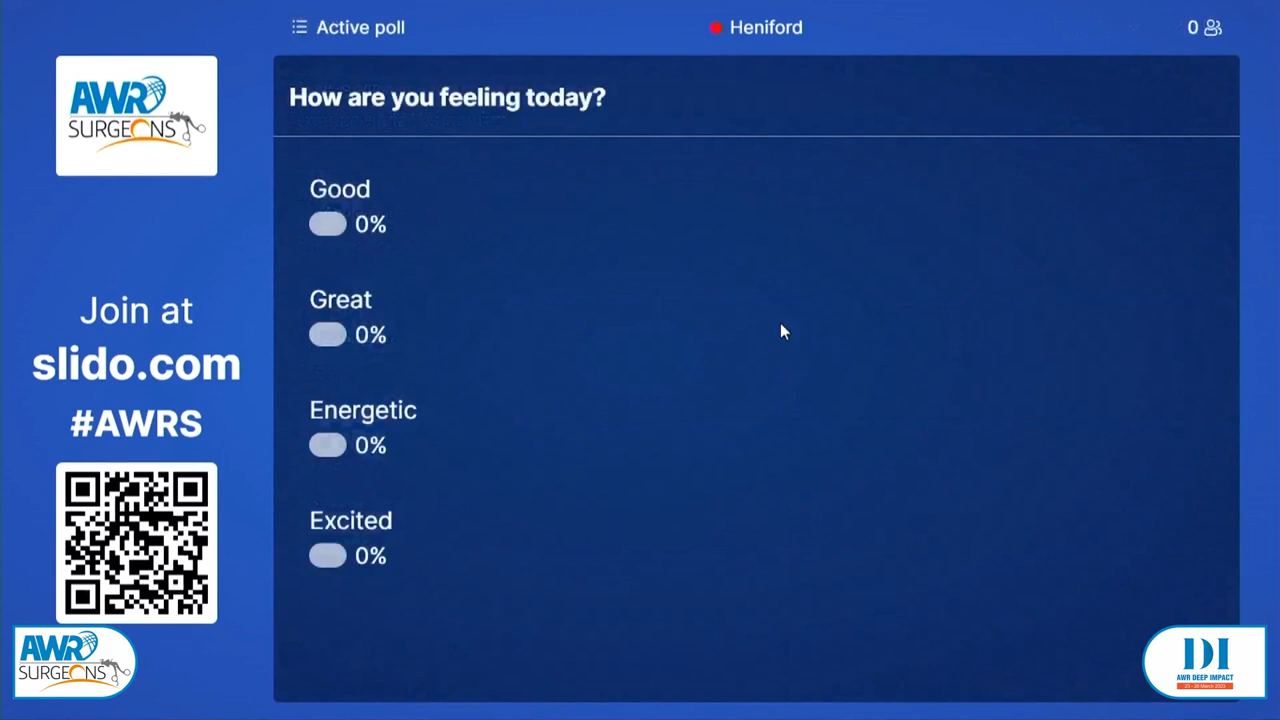 Active poll
Heniford
0
AWR
SURGEONS
How are you feeling today?
Good
0%
Great
0%
Energetic
0%
Excited
0%
Join at
slido.com
#AWRS
AWR
SURGEONS
DI
AWR DEEP IMPACT